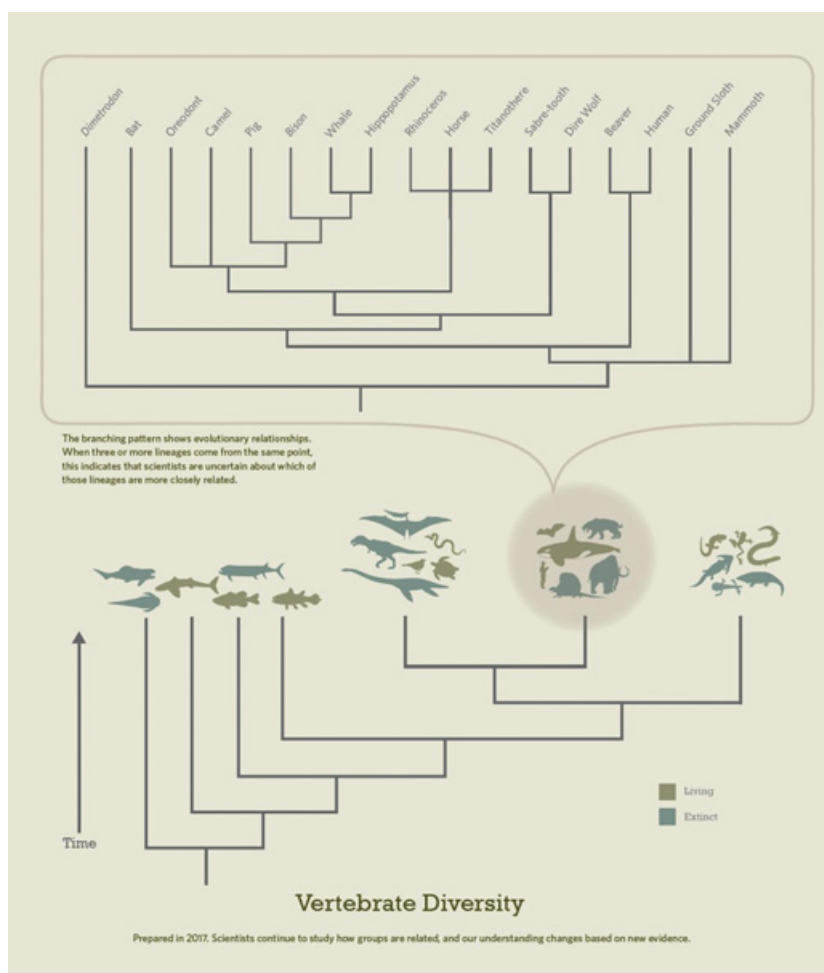 Dimetrodon
Bat
Oreodont
Camel
Pig
Bison
Whale
Hippopotamus
Rhinoceros
Horse
Titanothere
Sabre-tooth
Dire Wolf
Beaver
Human
Ground Sloth
Mammoth
The branching pattern shows evolutionary relationships.
When three or more lineages come from the same point,
this indicates that scientists are uncertain about which of
those lineages are more closely related.
Living
Extinct
Time
Vertebrate Diversity
Prepared in 2017. Scientists continue to study how groups are related, and our understanding changes based on new evidence.